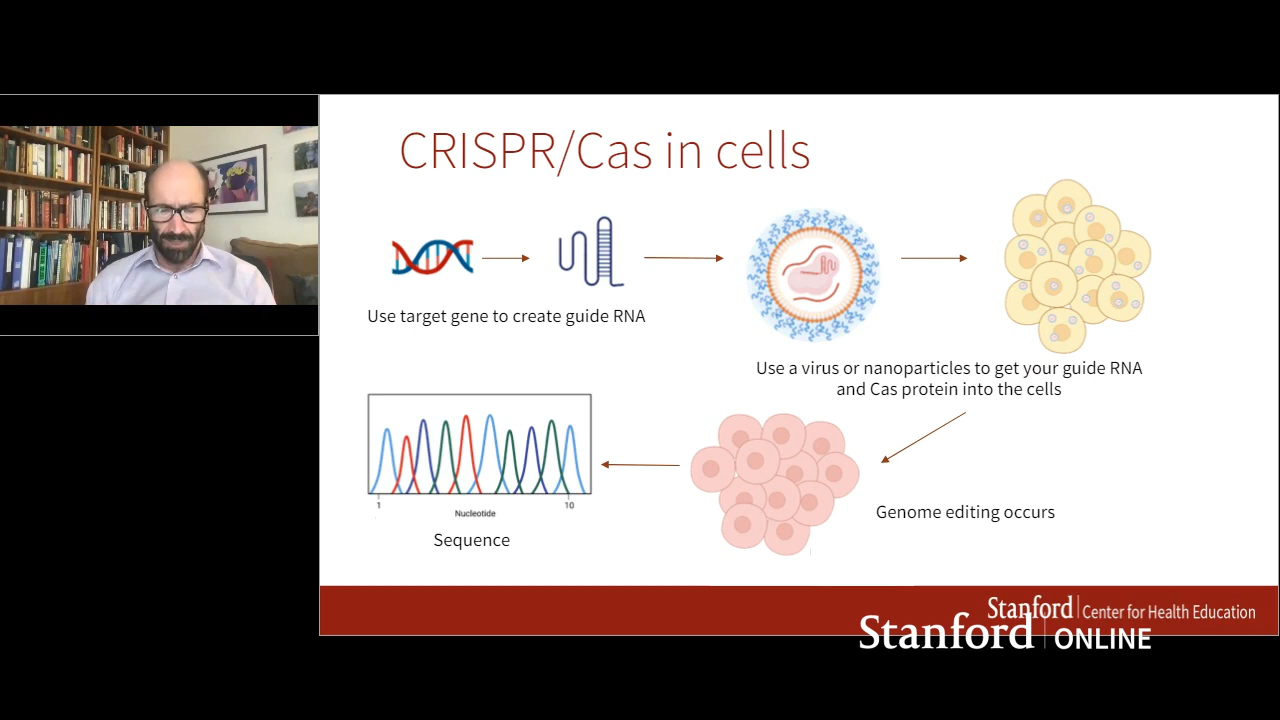 CRISPR/Cas in cells
Use target gene to create guide RNA
Use a virus or nanoparticles to get your guide RNA
and Cas protein into the cells
Genome editing occurs
1
10
Nucleotide
Sequence
Stanford Center for Health Education
Stanford ONLINE